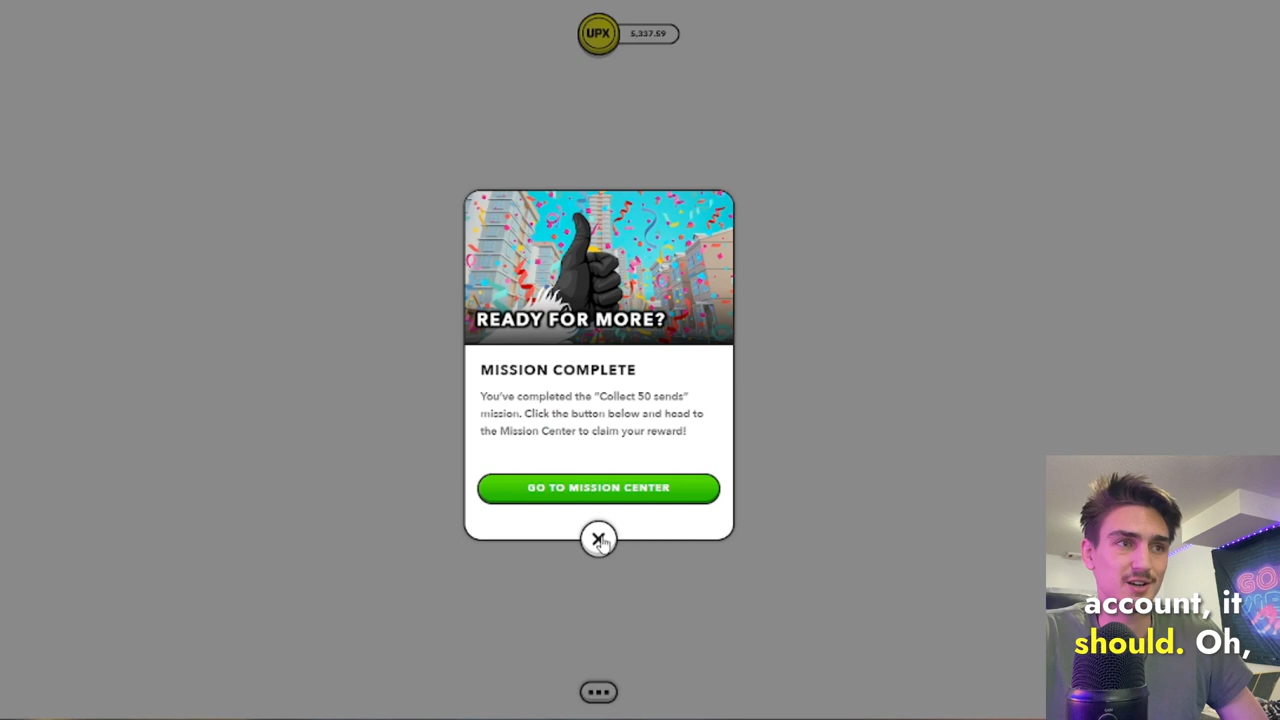 UPX 5,337.59
READY FOR MORE?
MISSION COMPLETE
You've completed the "Collect 50 sends"
mission. Click the button below and head to
the Mission Center to claim your reward!
GO TO MISSION CENTER
account, it
should. Oh,